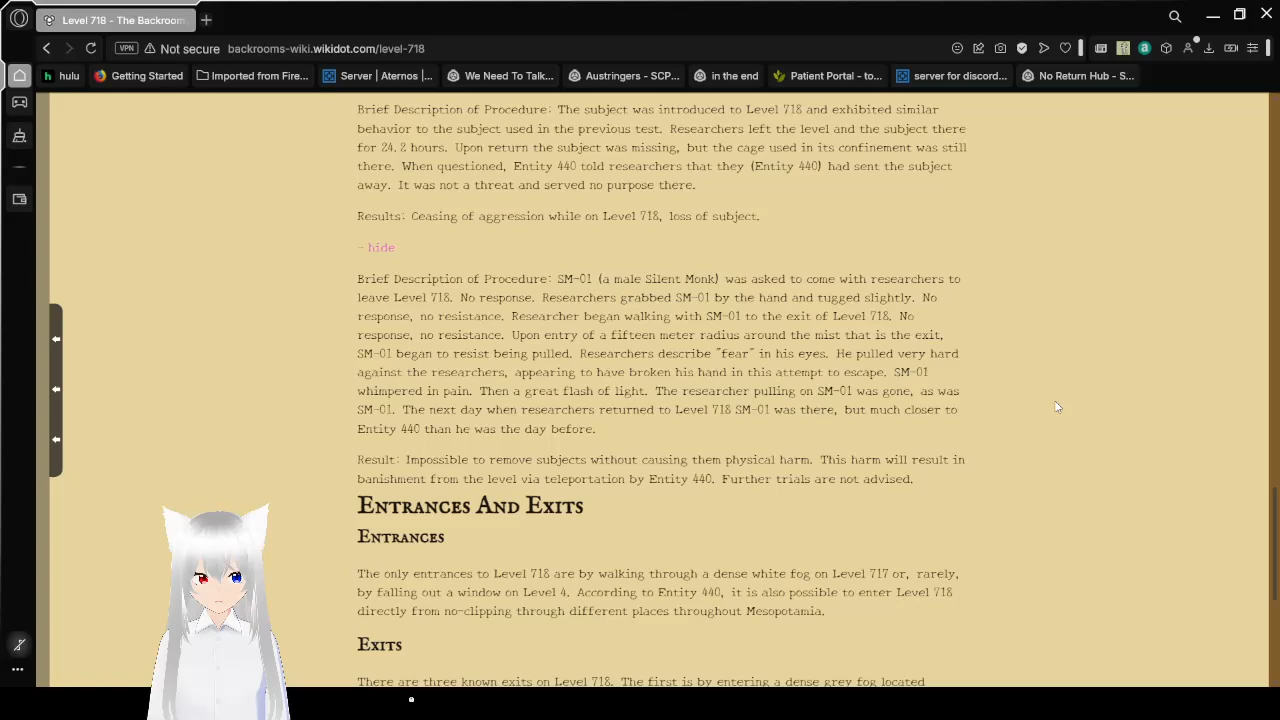 Level 718 - The Backroom
Not secure
backrooms-wiki.wikidot.com/level-718
VPN
hulu
Getting Started
Imported from Fire...
Server | Aternos |...
We Need To Talk...
Austringers - SCP...
in the end
Patient Portal - to...
server for discord...
No Return Hub - S...
Brief Description of Procedure: The subject was introduced to Level 718 and exhibited similar
behavior to the subject used in the previous test. Researchers left the level and the subject there
for 24.2 hours. Upon return the subject was missing, but the cage used in its confinement was still
there. When questioned, Entity 440 told researchers that they (Entity 440) had sent the subject
away. It was not a threat and served no purpose there.
Results: Ceasing of aggression while on Level 718, loss of subject.
- hide
Brief Description of Procedure: SM-01 (a male Silent Monk) was asked to come with researchers to
leave Level 718. No response. Researchers grabbed SM-01 by the hand and tugged slightly. No
response, no resistance. Researcher began walking with SM-01 to the exit of Level 718. No
response, no resistance. Upon entry of a fifteen meter radius around the mist that is the exit,
SM-01 began to resist being pulled. Researchers describe "fear" in his eyes. He pulled very hard
against the researchers, appearing to have broken his hand in this attempt to escape. SM-01
whimpered in pain. Then a great flash of light. The researcher pulling on SM-01 was gone, as was
SM-01. The next day when researchers returned to Level 718 SM-01 was there, but much closer to
Entity 440 than he was the day before.
Result: Impossible to remove subjects without causing them physical harm. This harm will result in
banishment from the level via teleportation by Entity 440. Further trials are not advised.
Entrances And Exits
Entrances
The only entrances to Level 718 are by walking through a dense white fog on Level 717 or, rarely,
by falling out a window on Level 4. According to Entity 440, it is also possible to enter Level 718
directly from no-clipping through different places throughout Mesopotamia.
Exits
There are three known exits on Level 718. The first is by entering a dense grey fog located